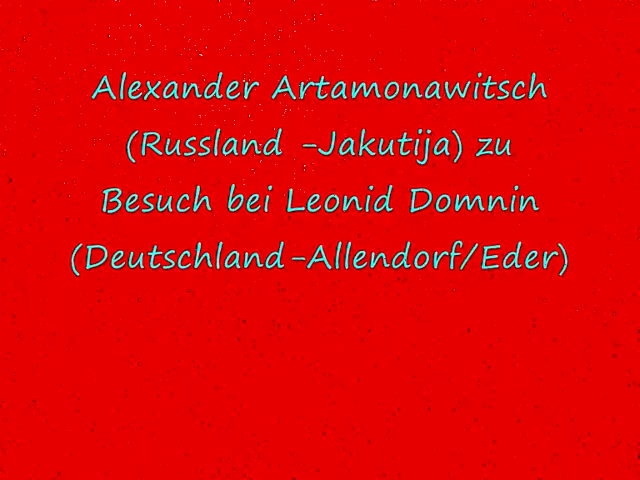 Alexander Artamonawitsch
(Russland -Jakutija) zu
Besuch bei Leonid Domnin
(Deutschland-Allendorf/Eder)